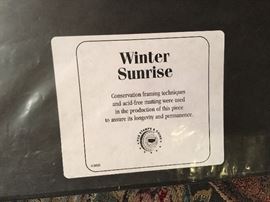 Winter
Sunrise
Conservation framing techniques
and acid-free matting were used
in the production of this piece
to assure its longevity and permanence.